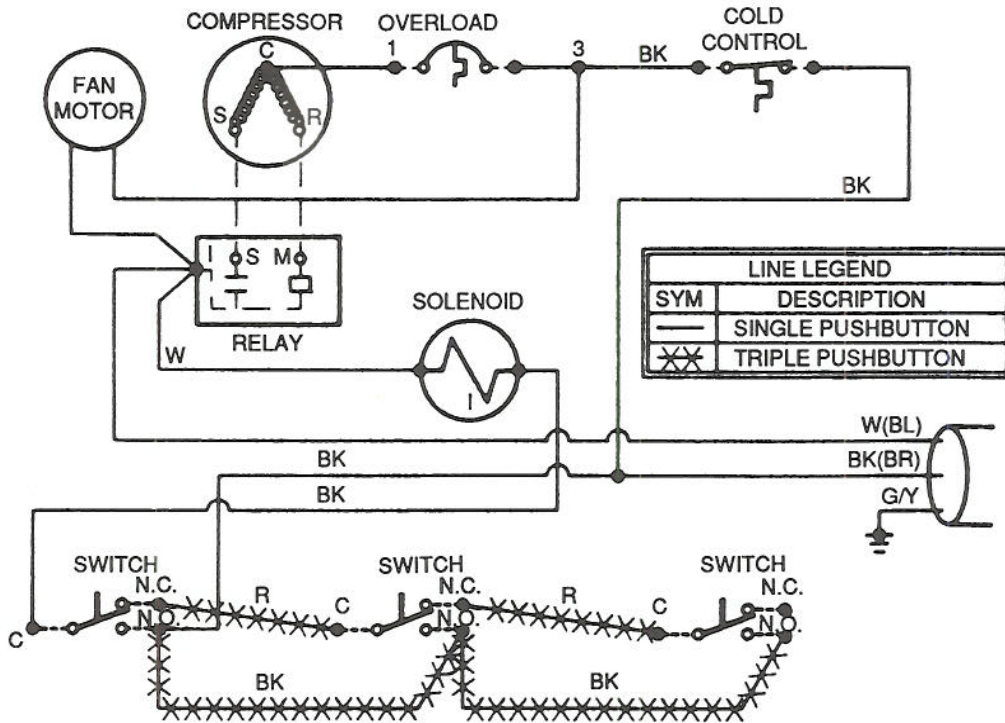 COMPRESSOR
OVERLOAD
COLD
CONTROL
FAN
MOTOR
C
1
3
BK
S
R
BK
I
S
M
RELAY
SOLENOID
LINE LEGEND
SYM
DESCRIPTION
SINGLE PUSHBUTTON
TRIPLE PUSHBUTTON
W
I
W(BL)
BK
BK(BR)
BK
G/Y
SWITCH
N.C.
R
C
SWITCH
N.C.
R
C
SWITCH
N.C.
C
N.O.
N.O.
N.O.
BK
BK